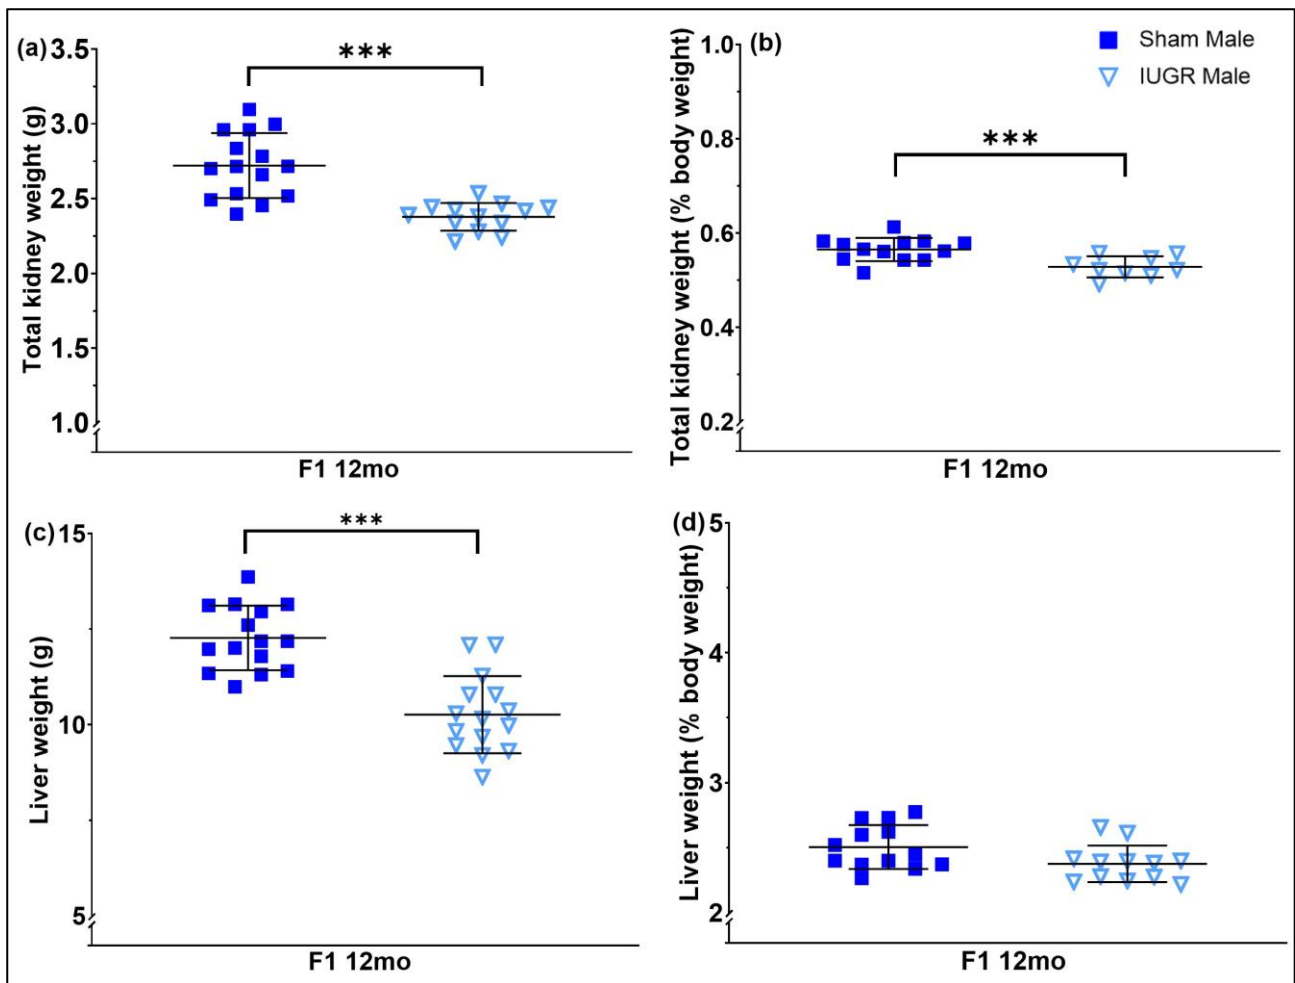 (a)
***
Total kidney weight (g)
3.5
3.0
2.5
2.0
1.5
1.0
F1 12mo
(b)
Sham Male
IUGR Male
***
Total kidney weight (% body weight)
1.0
0.8
0.6
0.4
0.2
F1 12mo
(c)
***
Liver weight (g)
15
10
5
F1 12mo
(d)
Liver weight (% body weight)
5
4
3
2
F1 12mo